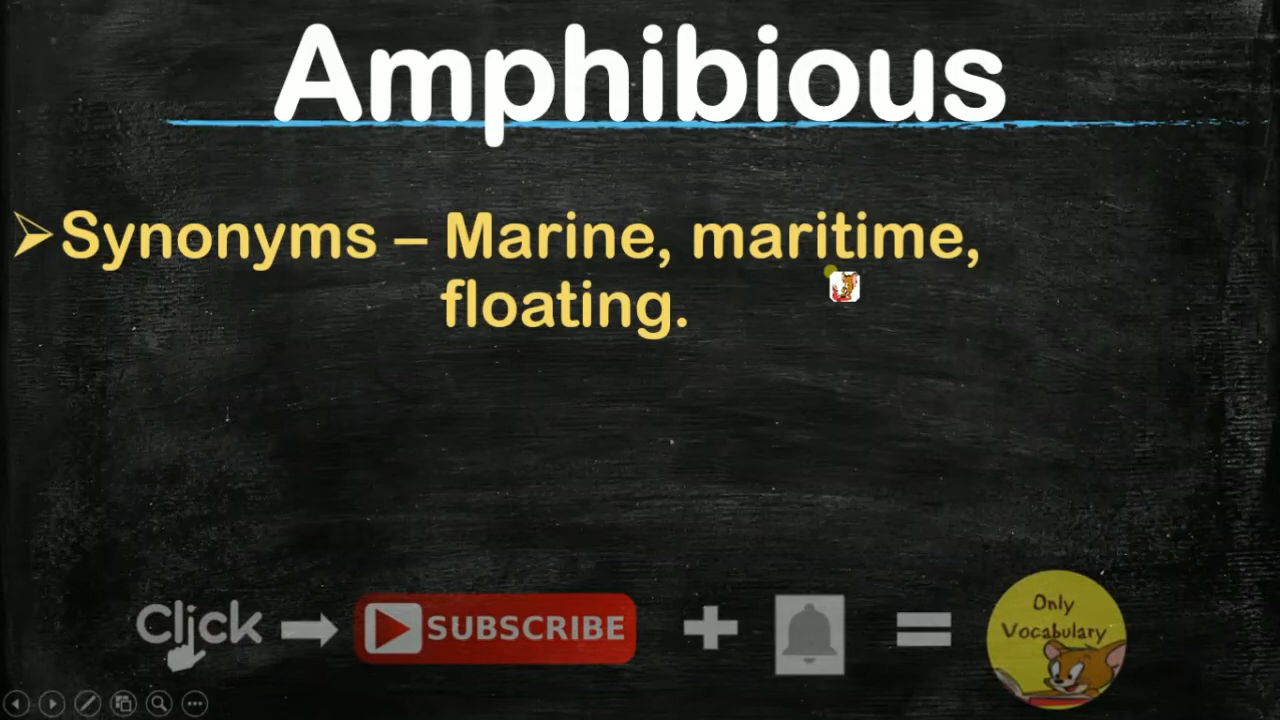 Amphibious
➢Synonyms – Marine, maritime,
floating.
Click
SUBSCRIBE
Only
Vocabulary